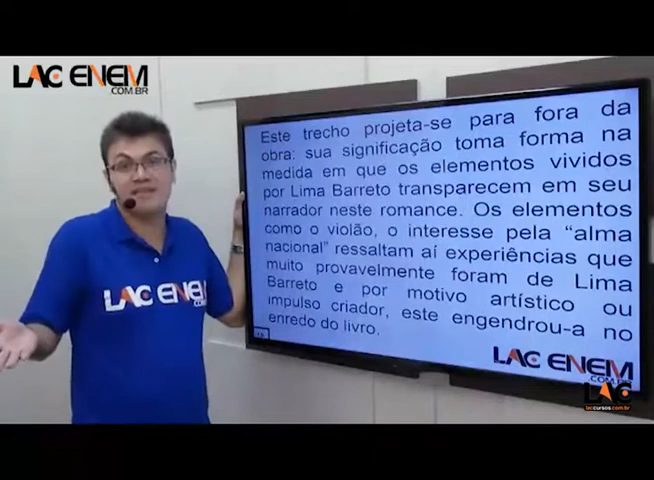 LAC ENEM
.COM.BR
Este trecho projeta-se para fora da
obra: sua significação toma forma na
medida em que os elementos vividos
por Lima Barreto transparecem em seu
narrador neste romance. Os elementos
como o violão, o interesse pela “alma
nacional” ressaltam aí experiências que
muito provavelmente foram de Lima
Barreto e por motivo artístico ou
impulso criador, este engendrou-a no
enredo do livro.
LAC ENEM
LAC ENEM
.COM.BR
LAC
laccursos.com.br